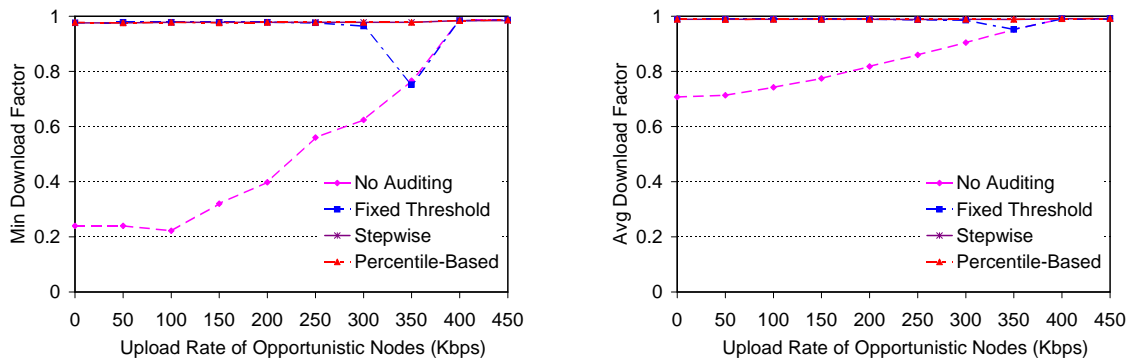 Min Download Factor
1
0.8
0.6
0.4
0.2
0
No Auditing
Fixed Threshold
Stepwise
Percentile-Based
0 50 100 150 200 250 300 350 400 450
Upload Rate of Opportunistic Nodes (Kbps)
Avg Download Factor
1
0.8
0.6
0.4
0.2
0
No Auditing
Fixed Threshold
Stepwise
Percentile-Based
0 50 100 150 200 250 300 350 400 450
Upload Rate of Opportunistic Nodes (Kbps)